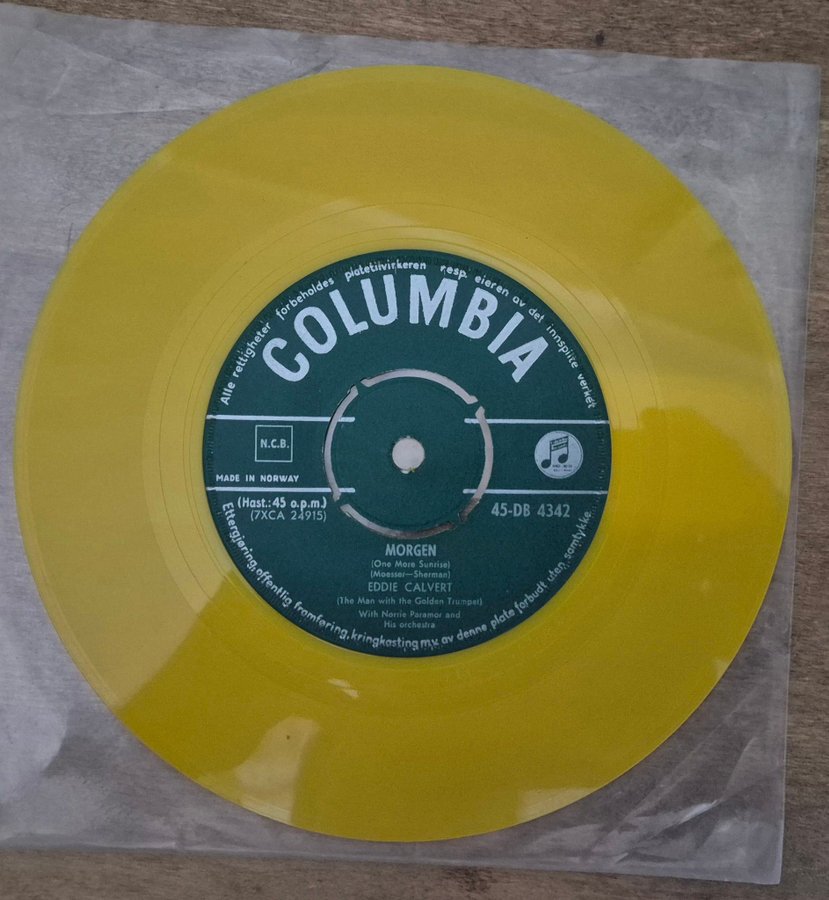 Alle rettigheter forbeholdes platetilvirkeren resp. eieren av det innspilte verket
COLUMBIA
N.C.B.
MADE IN NORWAY
(Hast.: 45 o.p.m.)
(7XCA 24915)
45-DB 4342
MORGEN
(One More Sunrise)
(Moesser—Sherman)
EDDIE CALVERT
(The Man with the Golden Trumpet)
With Norrie Paramor and
His orchestra
Ettergjøring, offentlig framføring, kringkasting m.v. av denne plate forbudt uten samtykke.